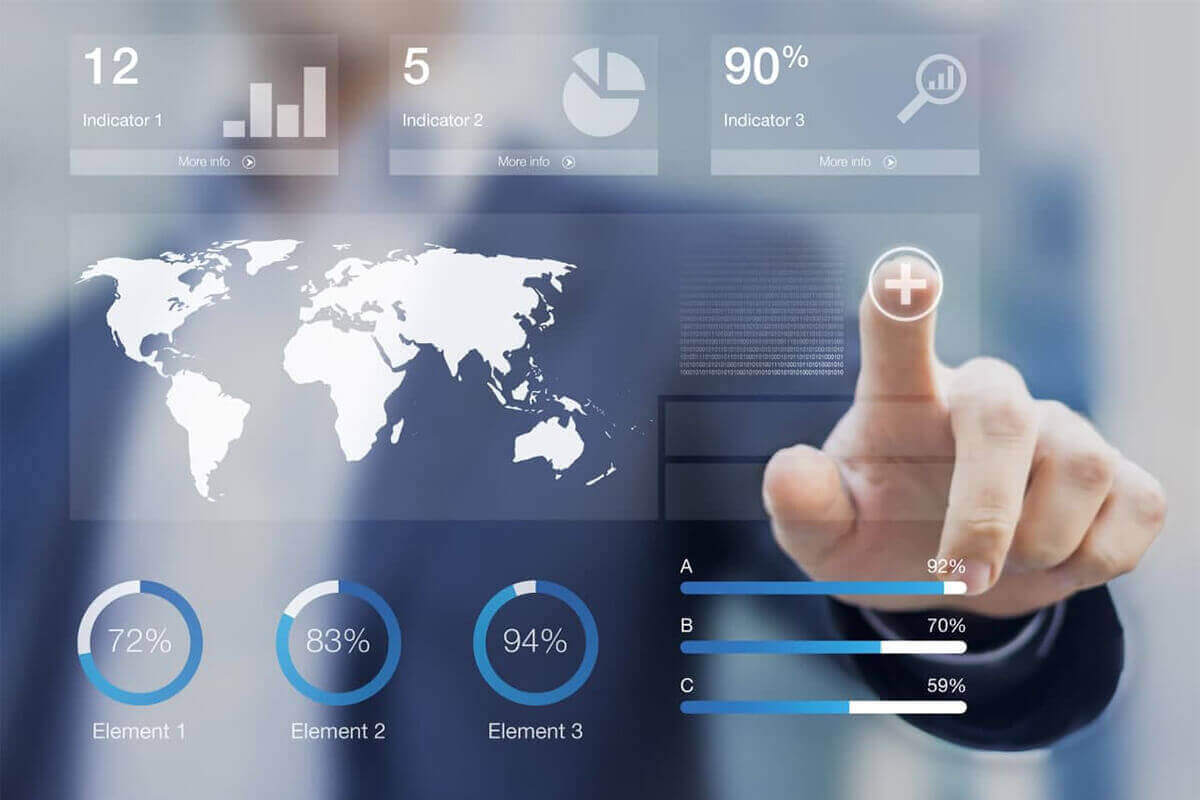 12
Indicator 1
More info
5
Indicator 2
More info
90%
Indicator 3
More info
A 92%
B 70%
C 59%
72%
Element 1
83%
Element 2
94%
Element 3